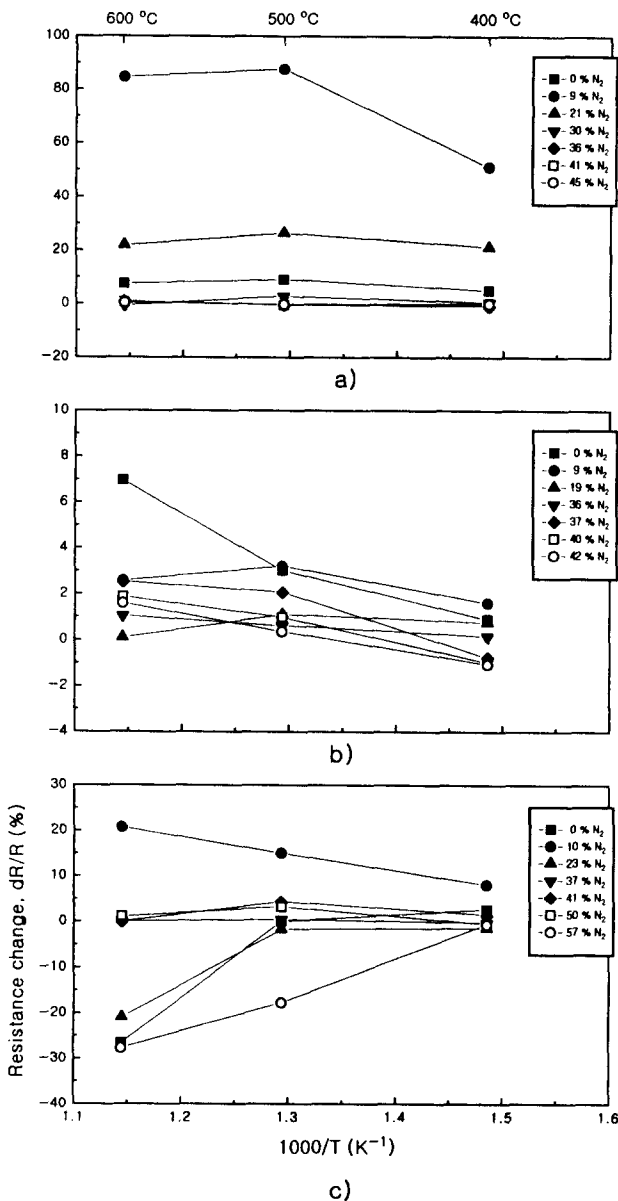 600 °C 500 °C 400 °C
100
80
60
40
20
0
−20
0 % N₂
9 % N₂
21 % N₂
30 % N₂
36 % N₂
41 % N₂
45 % N₂
a)
10
8
6
4
2
0
−2
−4
0 % N₂
9 % N₂
19 % N₂
36 % N₂
37 % N₂
40 % N₂
42 % N₂
b)
Resistance change, dR/R (%)
30
20
10
0
−10
−20
−30
−40
0 % N₂
10 % N₂
23 % N₂
37 % N₂
41 % N₂
50 % N₂
57 % N₂
1.1 1.2 1.3 1.4 1.5 1.6
1000/T (K⁻¹)
c)